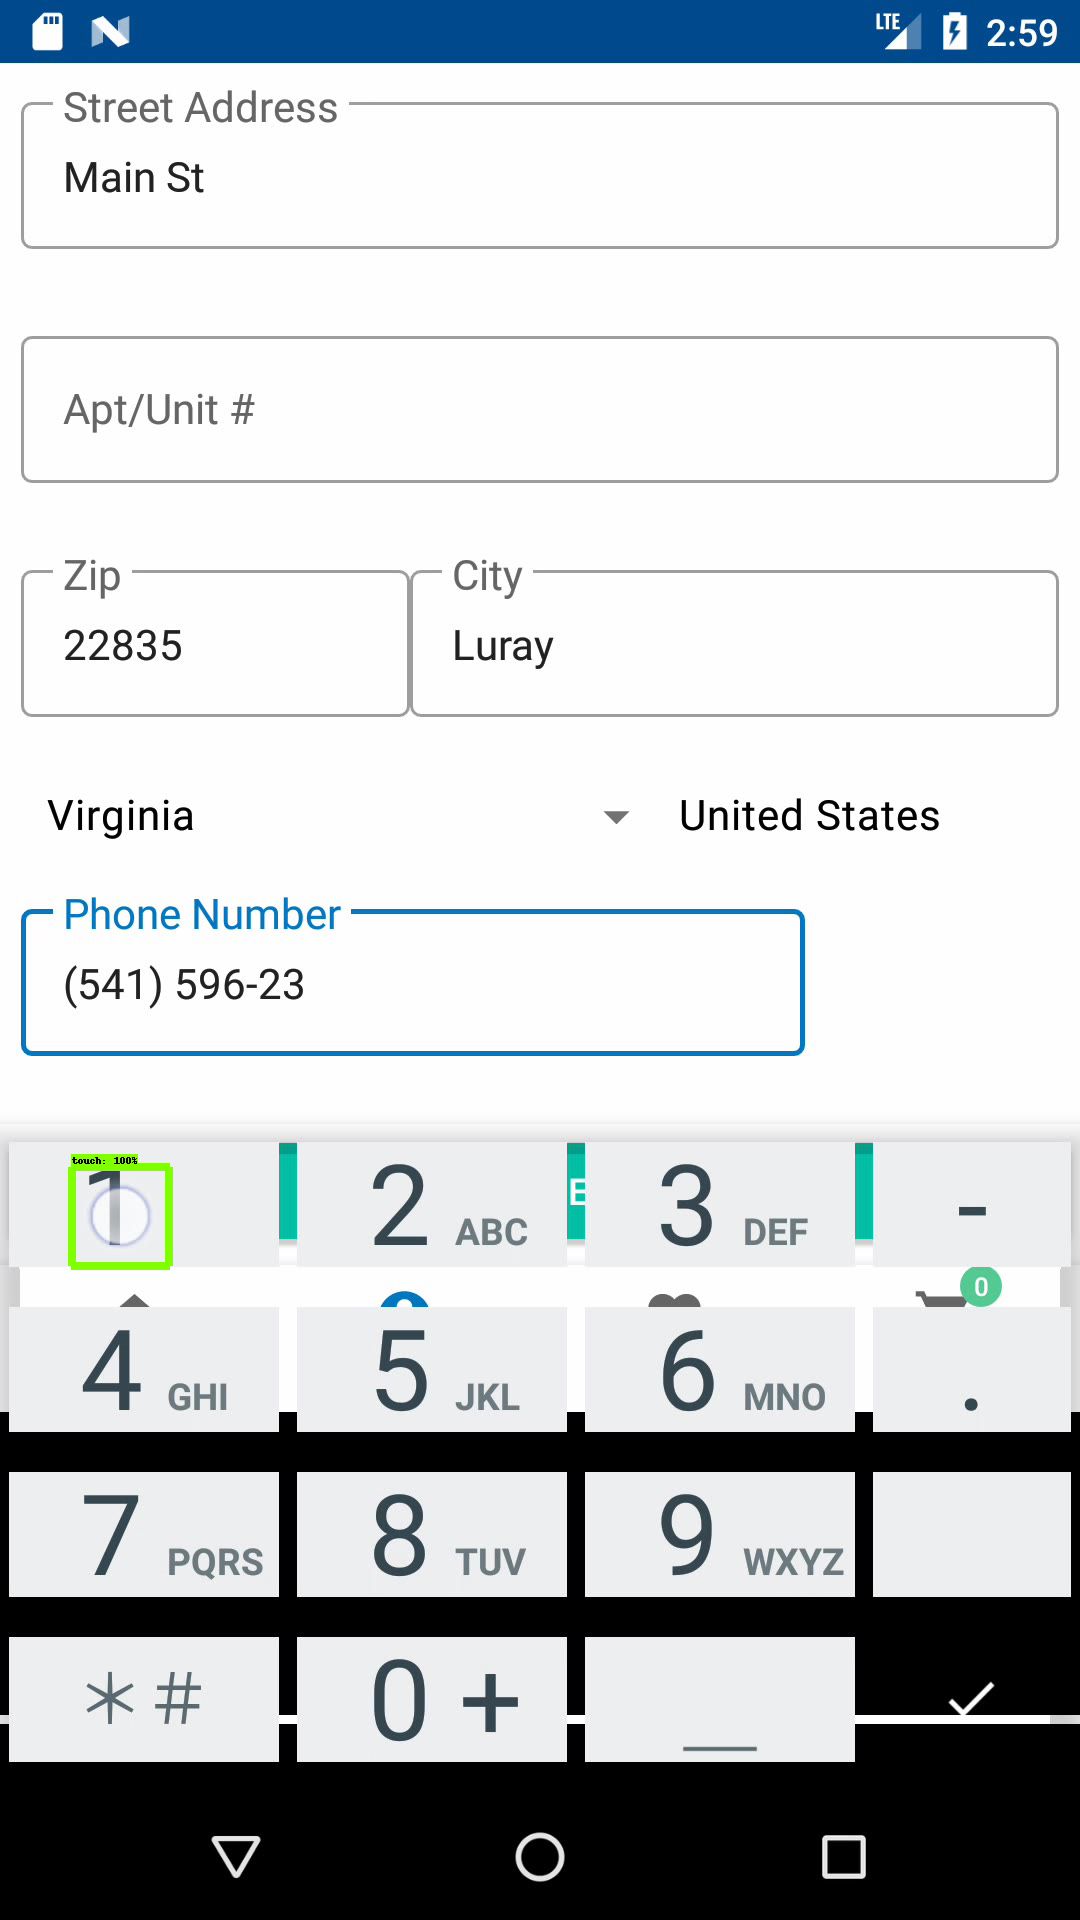 LTE 2:59
Street Address
Main St
Apt/Unit #
Zip City
22835 Luray
Virginia United States
Phone Number
(541) 596-23
touch: 100%
1 2 ABC E 3 DEF -
0
4 GHI 5 JKL 6 MNO .
7 PQRS 8 TUV 9 WXYZ
*# 0 +